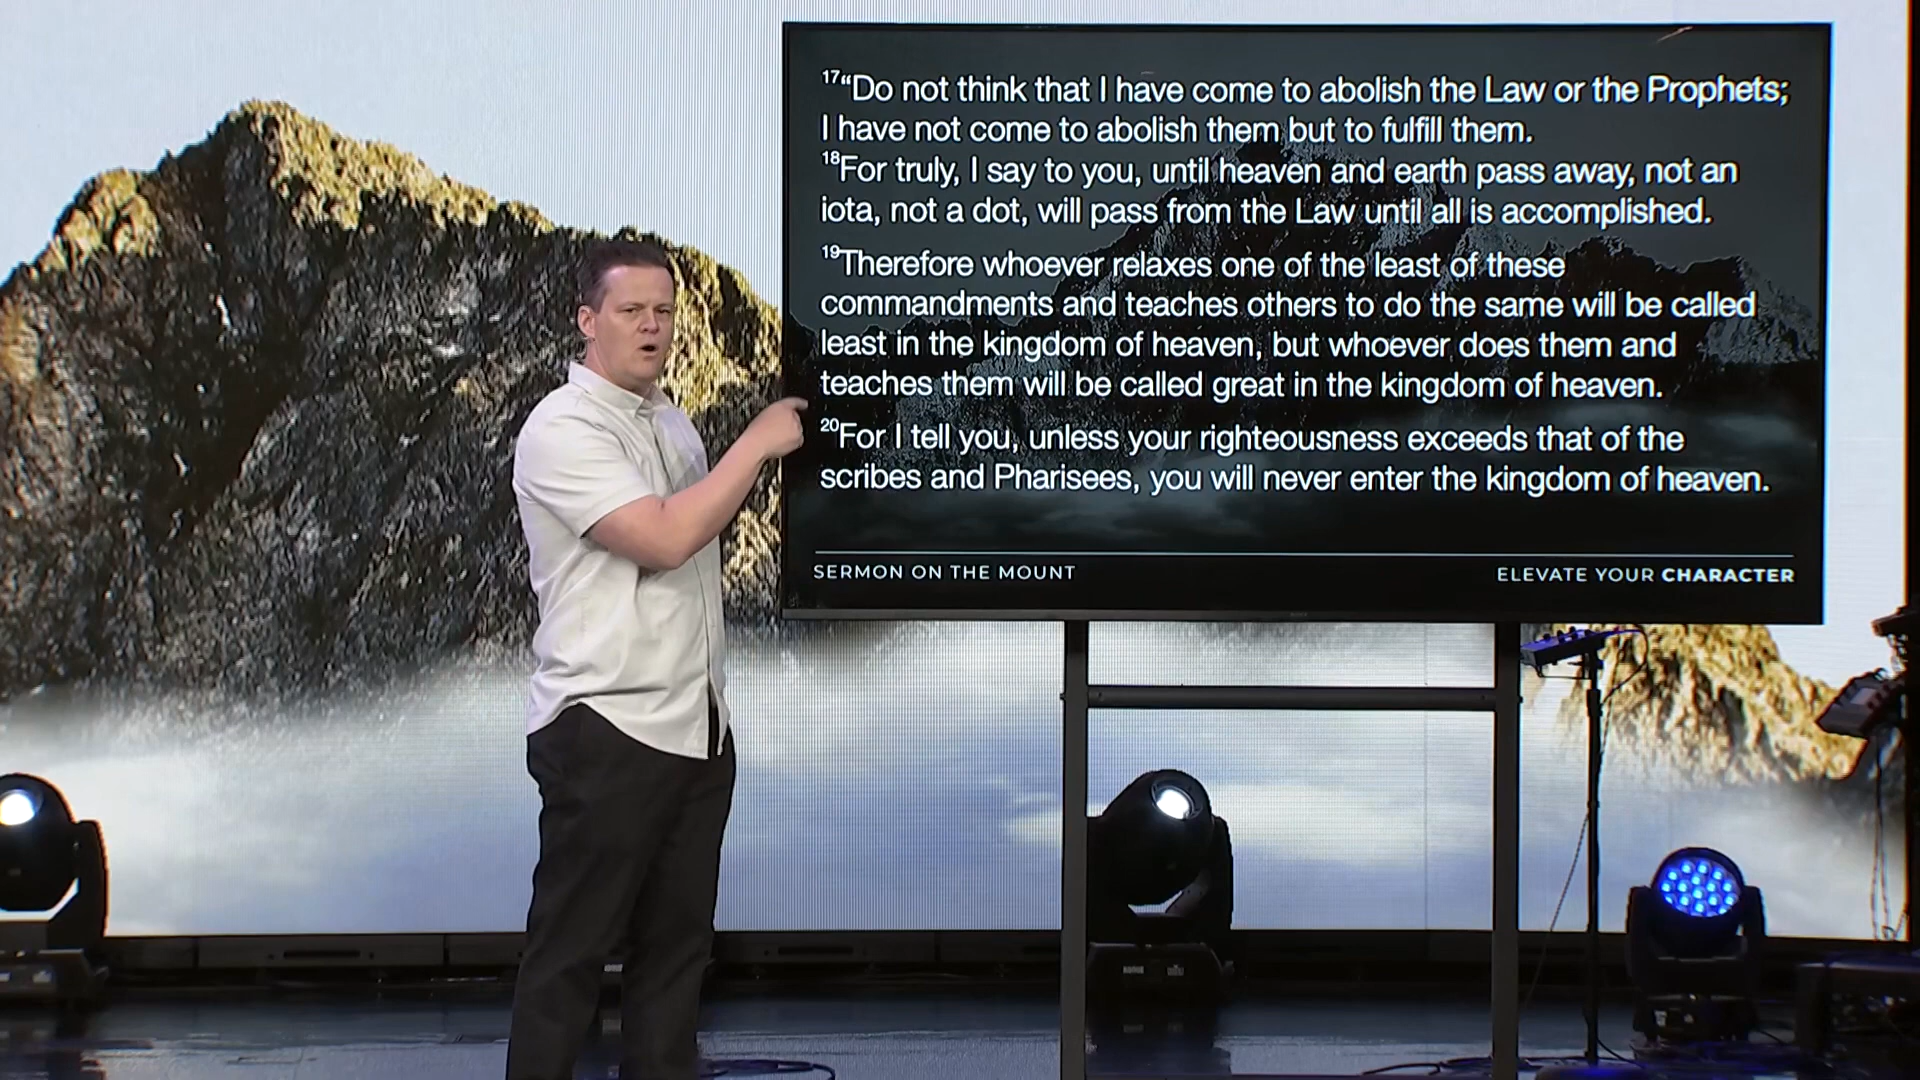 17“Do not think that I have come to abolish the Law or the Prophets;
I have not come to abolish them but to fulfill them.
18For truly, I say to you, until heaven and earth pass away, not an
iota, not a dot, will pass from the Law until all is accomplished.
19Therefore whoever relaxes one of the least of these
commandments and teaches others to do the same will be called
least in the kingdom of heaven, but whoever does them and
teaches them will be called great in the kingdom of heaven.
20For I tell you, unless your righteousness exceeds that of the
scribes and Pharisees, you will never enter the kingdom of heaven.
SERMON ON THE MOUNT
ELEVATE YOUR CHARACTER